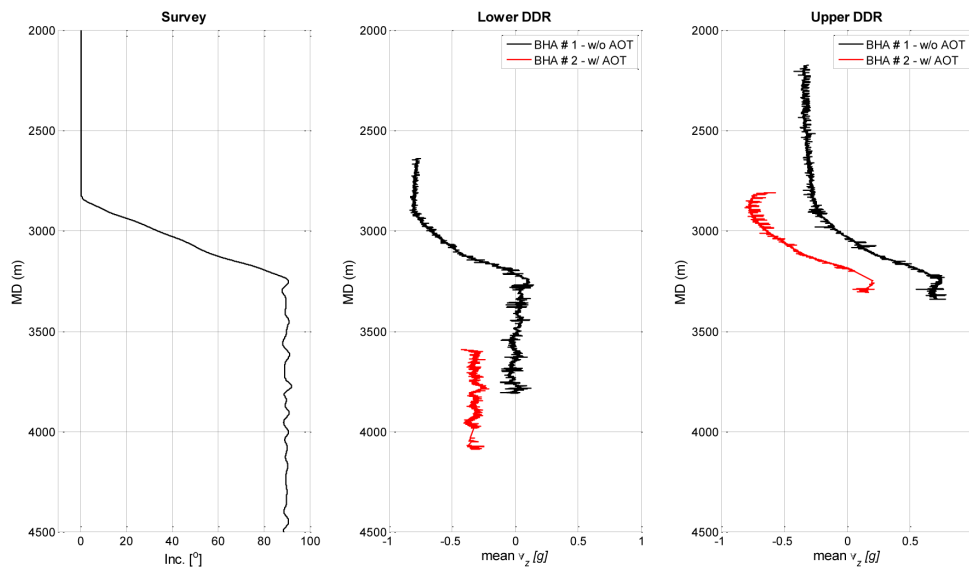 Survey
2000
2500
3000
3500
4000
4500
0
20
40
60
80
100
MD (m)
Inc. [°]
Lower DDR
BHA # 1 - w/o AOT
BHA # 2 - w/ AOT
2000
2500
3000
3500
4000
4500
-1
-0.5
0
0.5
1
MD (m)
mean v_z [g]
Upper DDR
BHA # 1 - w/o AOT
BHA # 2 - w/ AOT
2000
2500
3000
3500
4000
4500
-1
-0.5
0
0.5
MD (m)
mean v_z [g]